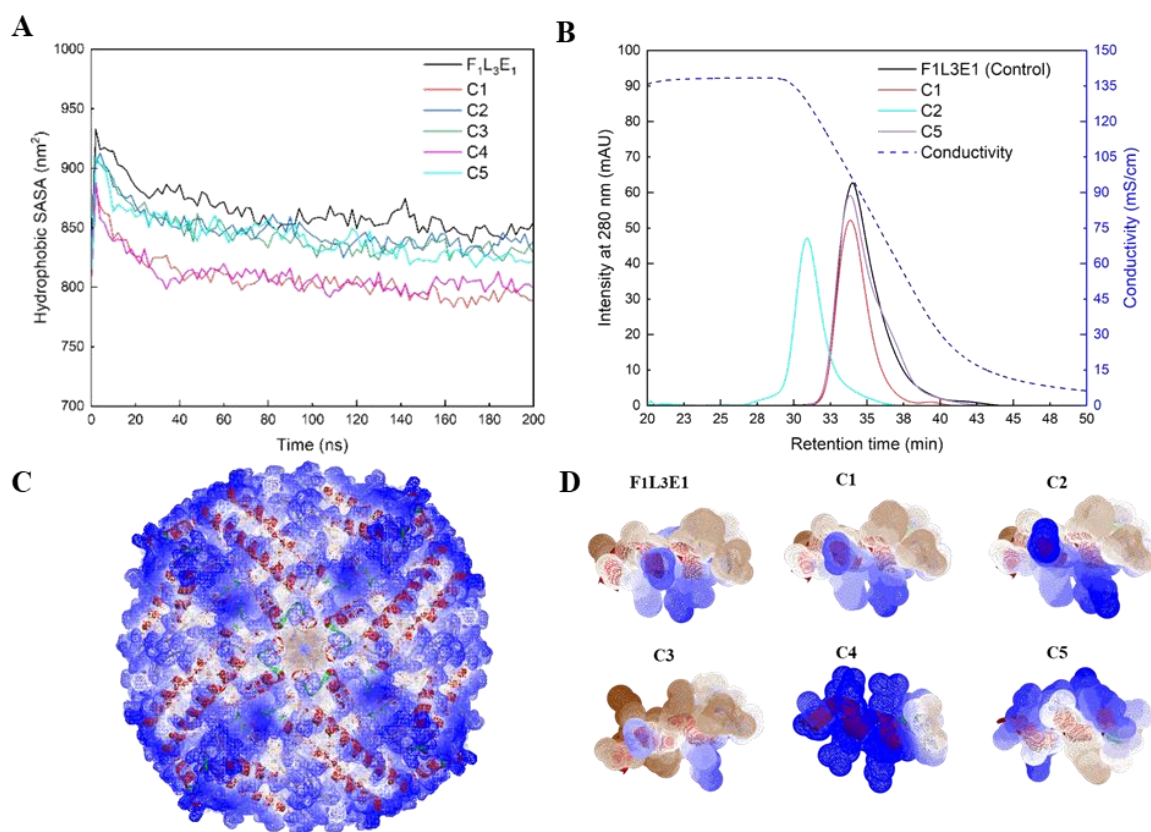 A
1000
950
900
850
800
750
700
Hydrophobic SASA (nm²)
0 20 40 60 80 100 120 140 160 180 200
Time (ns)
F₁L₃E₁
C1
C2
C3
C4
C5
B
100
90
80
70
60
50
40
30
20
10
0
Intensity at 280 nm (mAU)
F1L3E1 (Control)
C1
C2
C5
Conductivity
150
135
120
105
90
75
60
45
30
15
0
Conductivity (mS/cm)
20 23 25 28 30 33 35 38 40 43 45 48 50
Retention time (min)
C
D
F1L3E1 C1 C2
C3 C4 C5